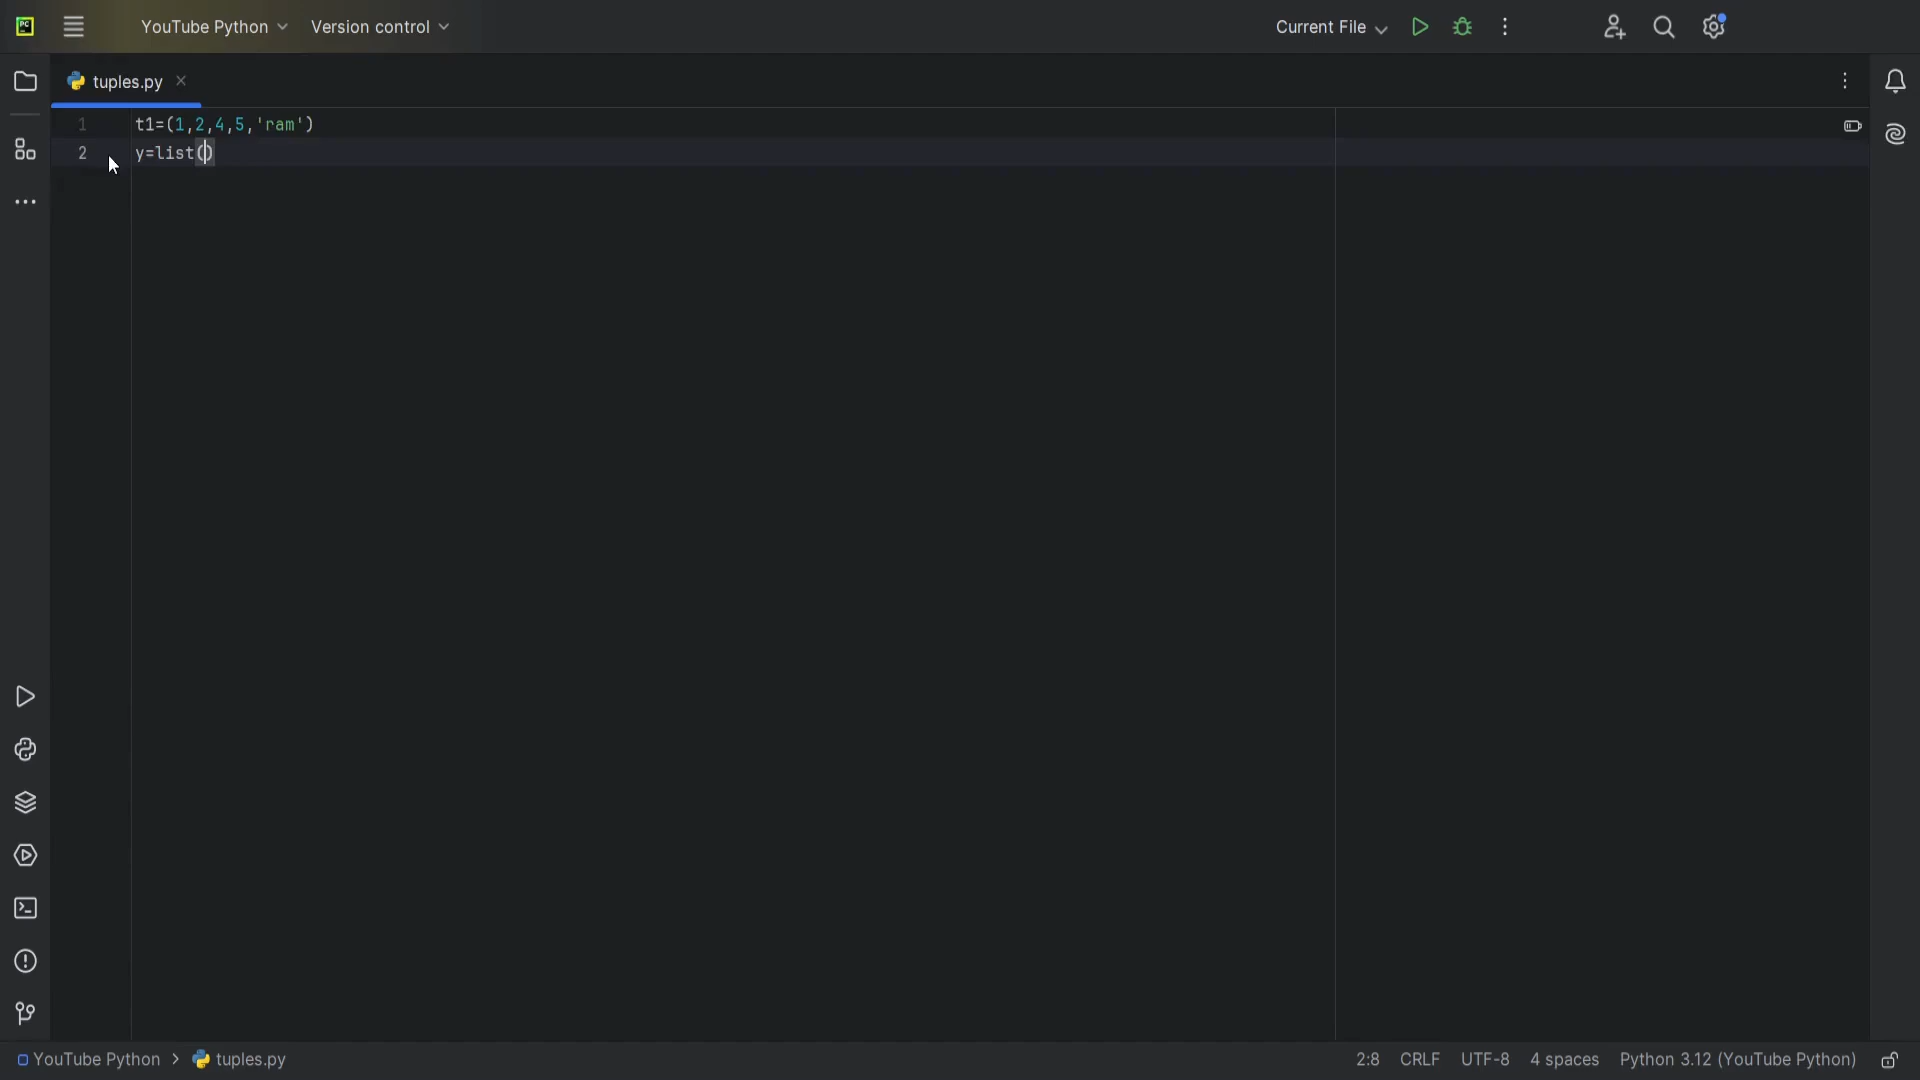 PC
YouTube Python
Version control
Current File
tuples.py
1 t1=(1,2,4,5,'ram')
2 y=list()
YouTube Python > tuples.py
2:8 CRLF UTF-8 4 spaces Python 3.12 (YouTube Python)